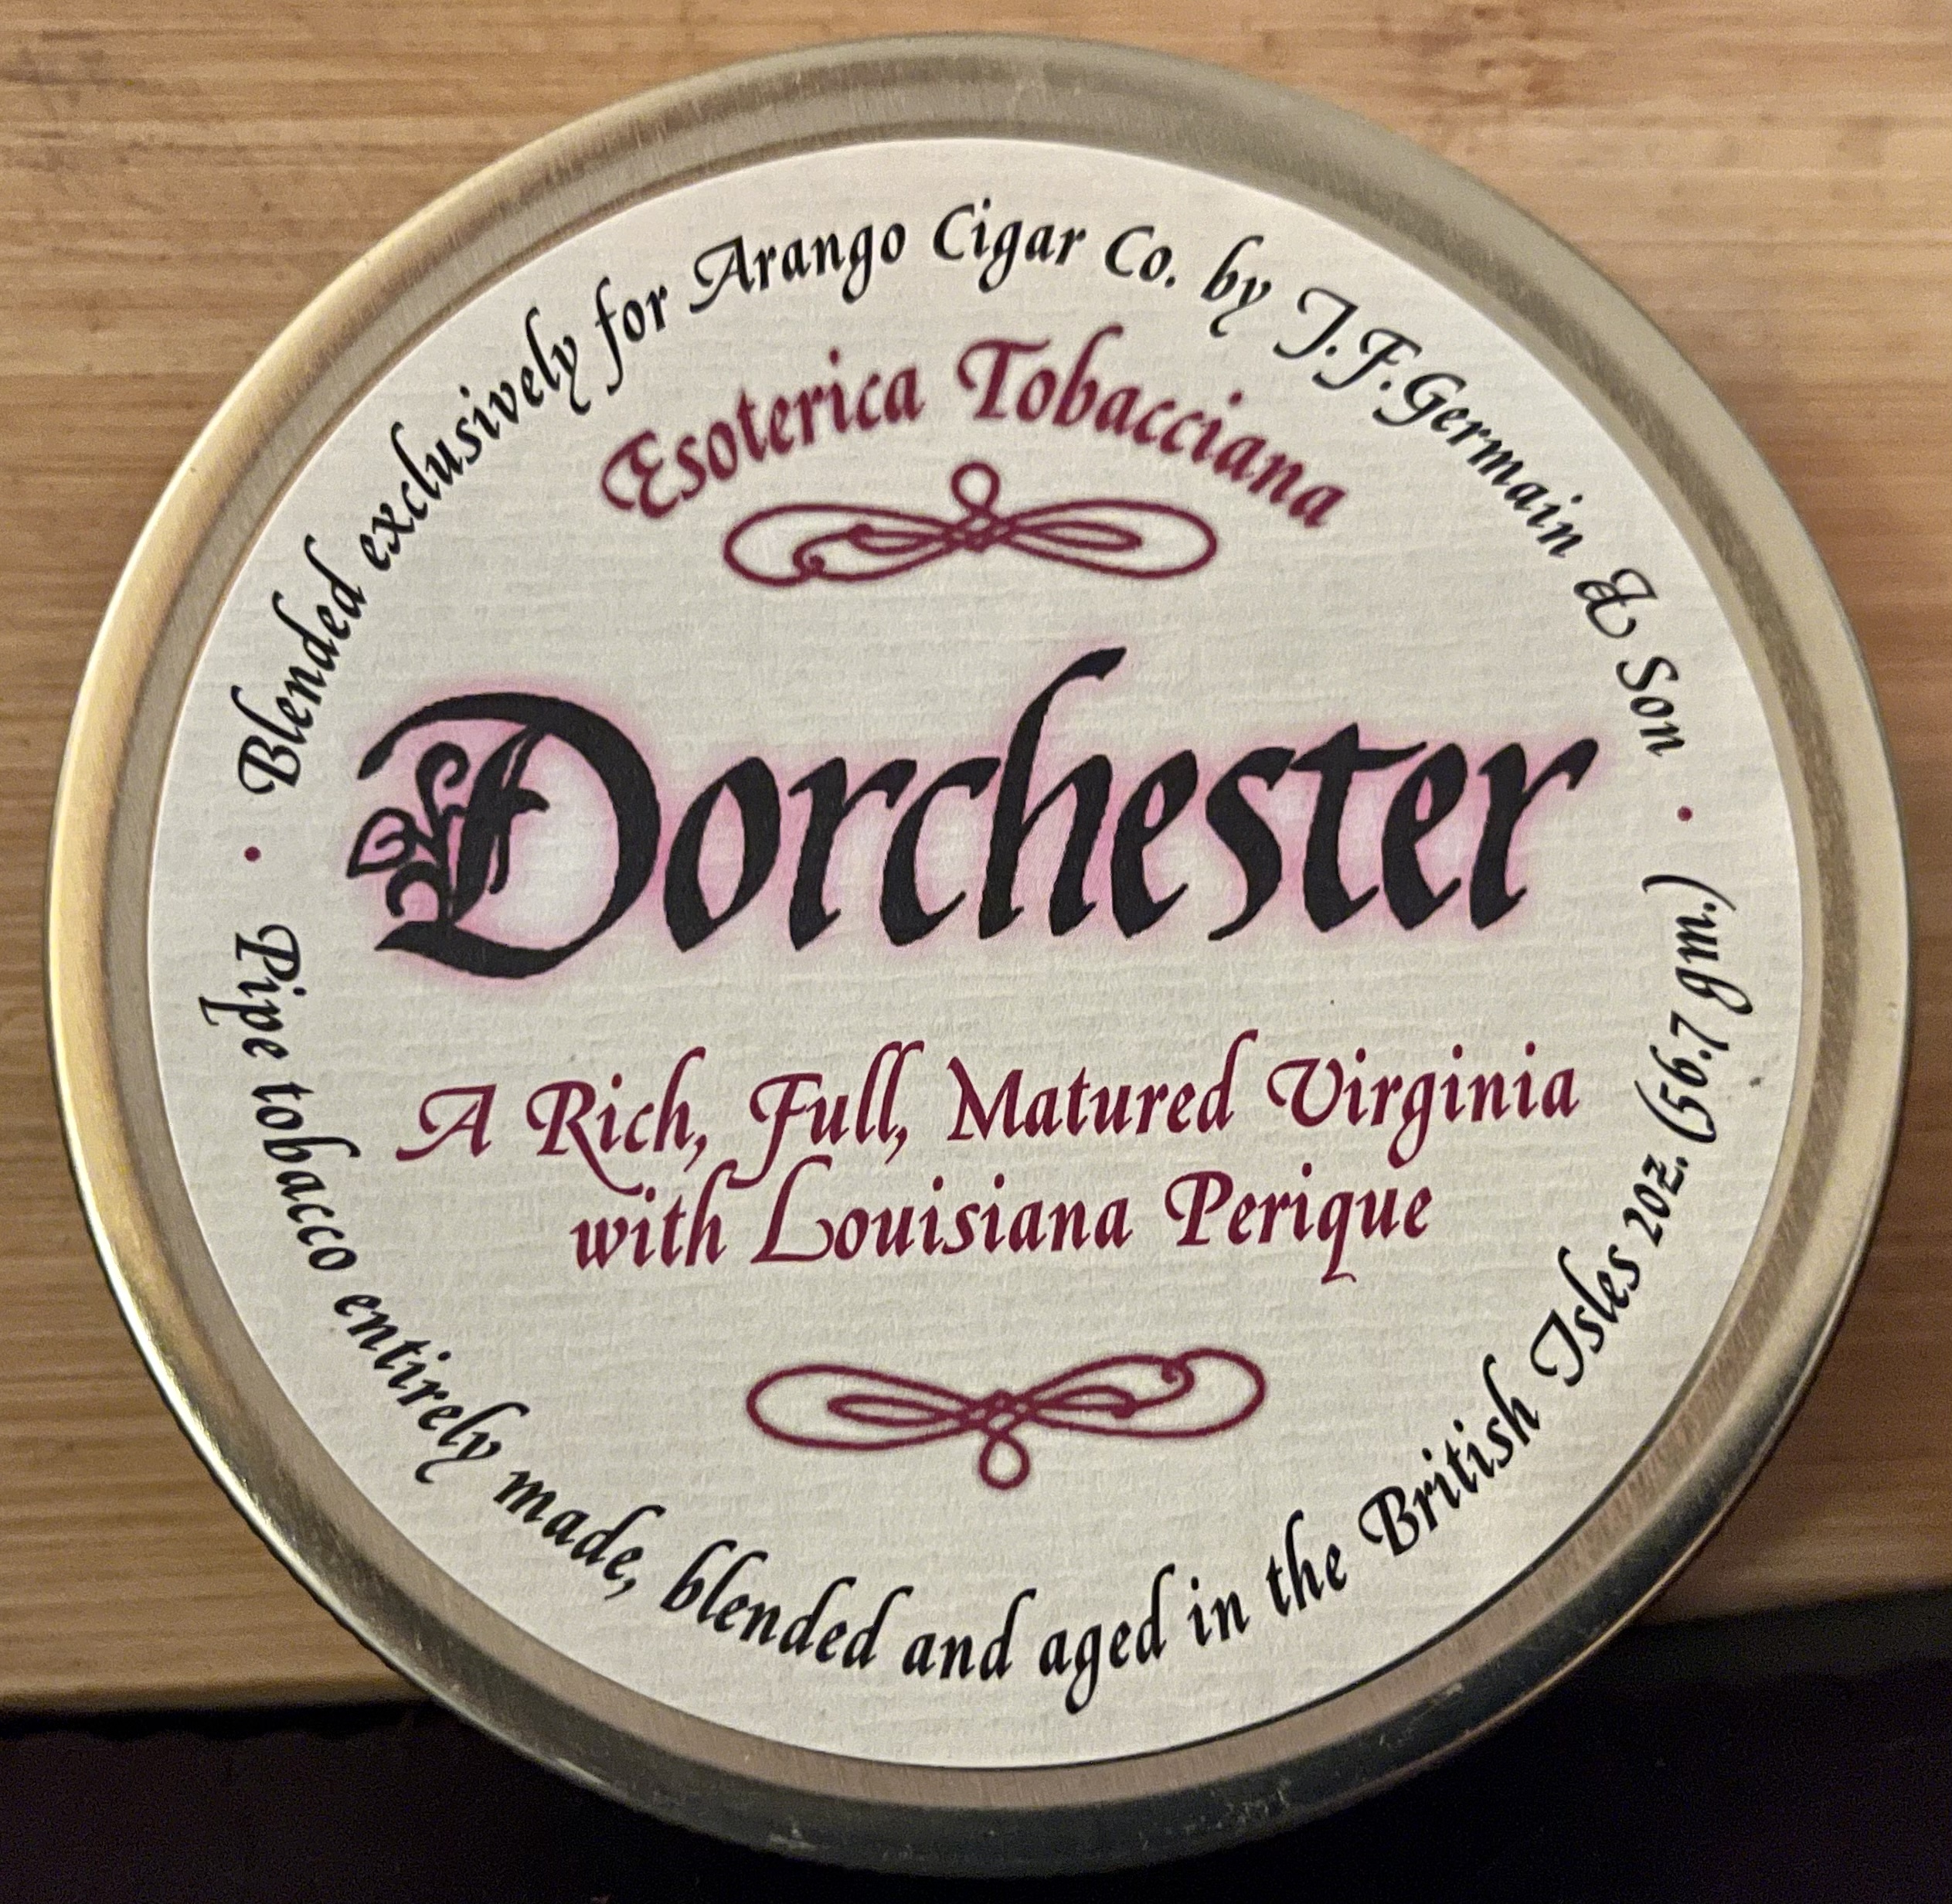 Blended exclusively for Arango Cigar Co. by J.F.Germain & Son
Esoterica Tobacciana
Dorchester
A Rich, Full, Matured Virginia
with Louisiana Perique
Pipe tobacco entirely made, blended and aged in the British Isles 2oz. (56.7 gm.)